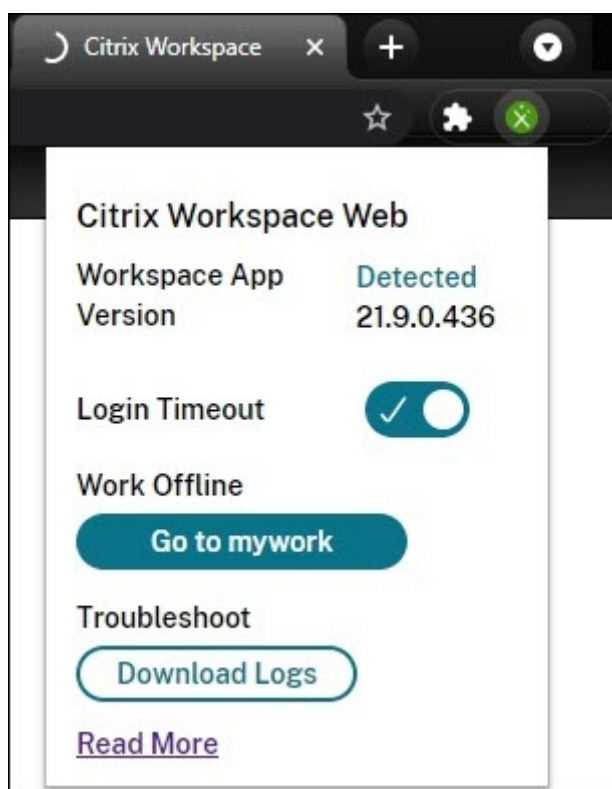 Citrix Workspace
Citrix Workspace Web
Workspace App Detected
Version 21.9.0.436
Login Timeout
Work Offline
Go to mywork
Troubleshoot
Download Logs
Read More